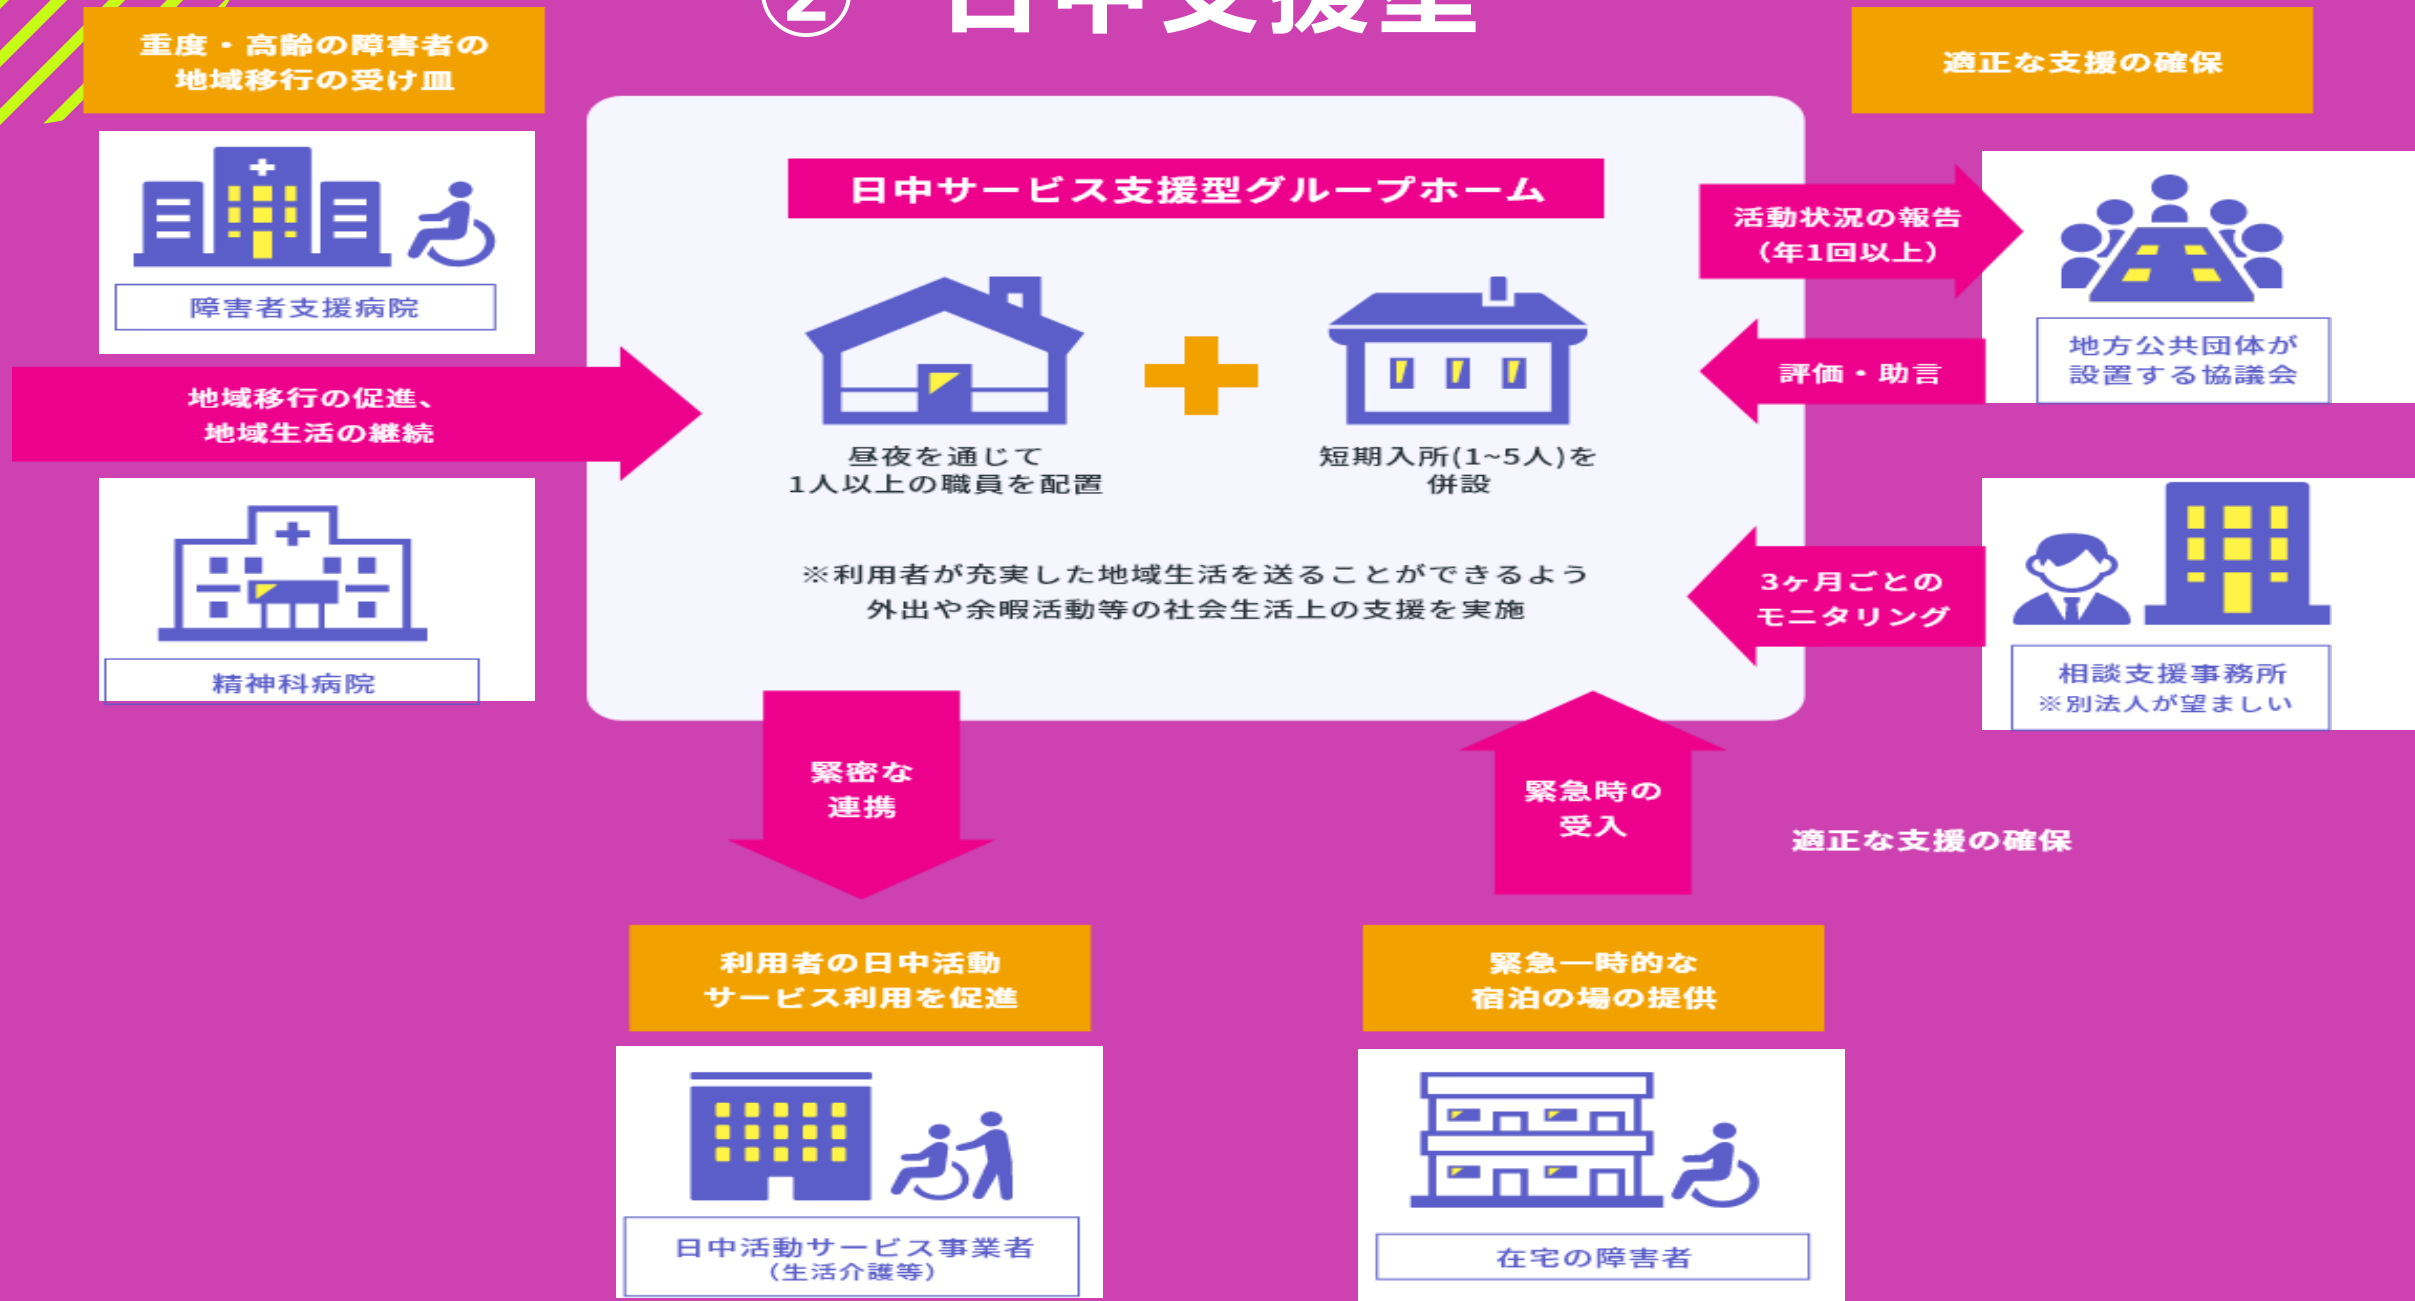 ② 日中支援型
重度・高齢の障害者の
地域移行の受け皿
障害者支援病院
地域移行の促進、
地域生活の継続
精神科病院
日中サービス支援型グループホーム
昼夜を通じて
1人以上の職員を配置
短期入所(1~5人)を
併設
※利用者が充実した地域生活を送ることができるよう
外出や余暇活動等の社会生活上の支援を実施
適正な支援の確保
活動状況の報告
（年1回以上）
評価・助言
地方公共団体が
設置する協議会
3ヶ月ごとの
モニタリング
相談支援事務所
※別法人が望ましい
緊密な
連携
緊急時の
受入
適正な支援の確保
利用者の日中活動
サービス利用を促進
日中活動サービス事業者
（生活介護等）
緊急一時的な
宿泊の場の提供
在宅の障害者